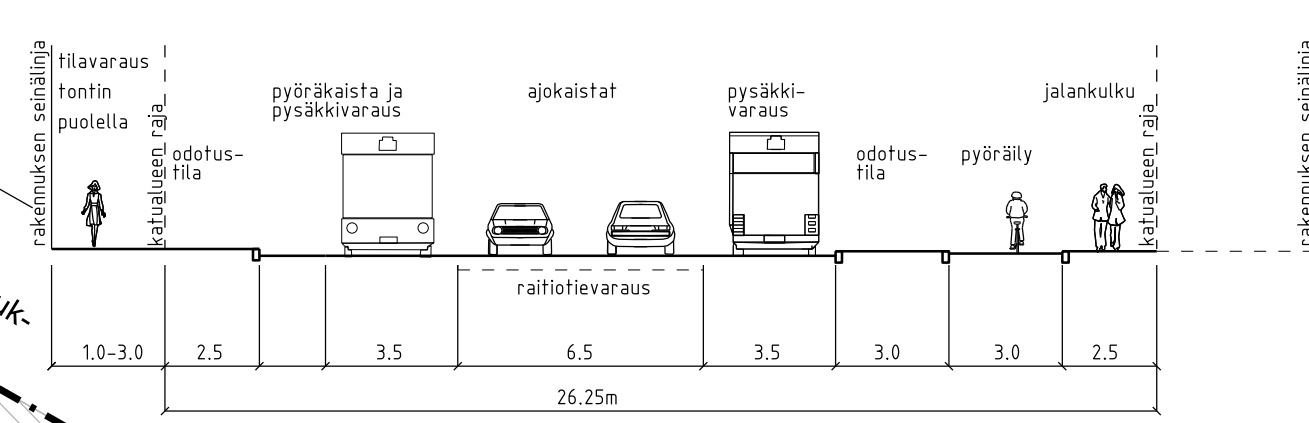 rakennuksen seinälinja
tilavaraus
tontin
puolella
katualueen raja
odotus-
tila
pyöräkaista ja
pysäkkivaraus
ajokaistat
pysäkki-
varaus
odotus-
tila
pyöräily
jalankulku
katualueen raja
rakennuksen seinälinja
raitiotievaraus
uk-
1.0-3.0
2.5
3.5
6.5
3.5
3.0
3.0
2.5
26.25m